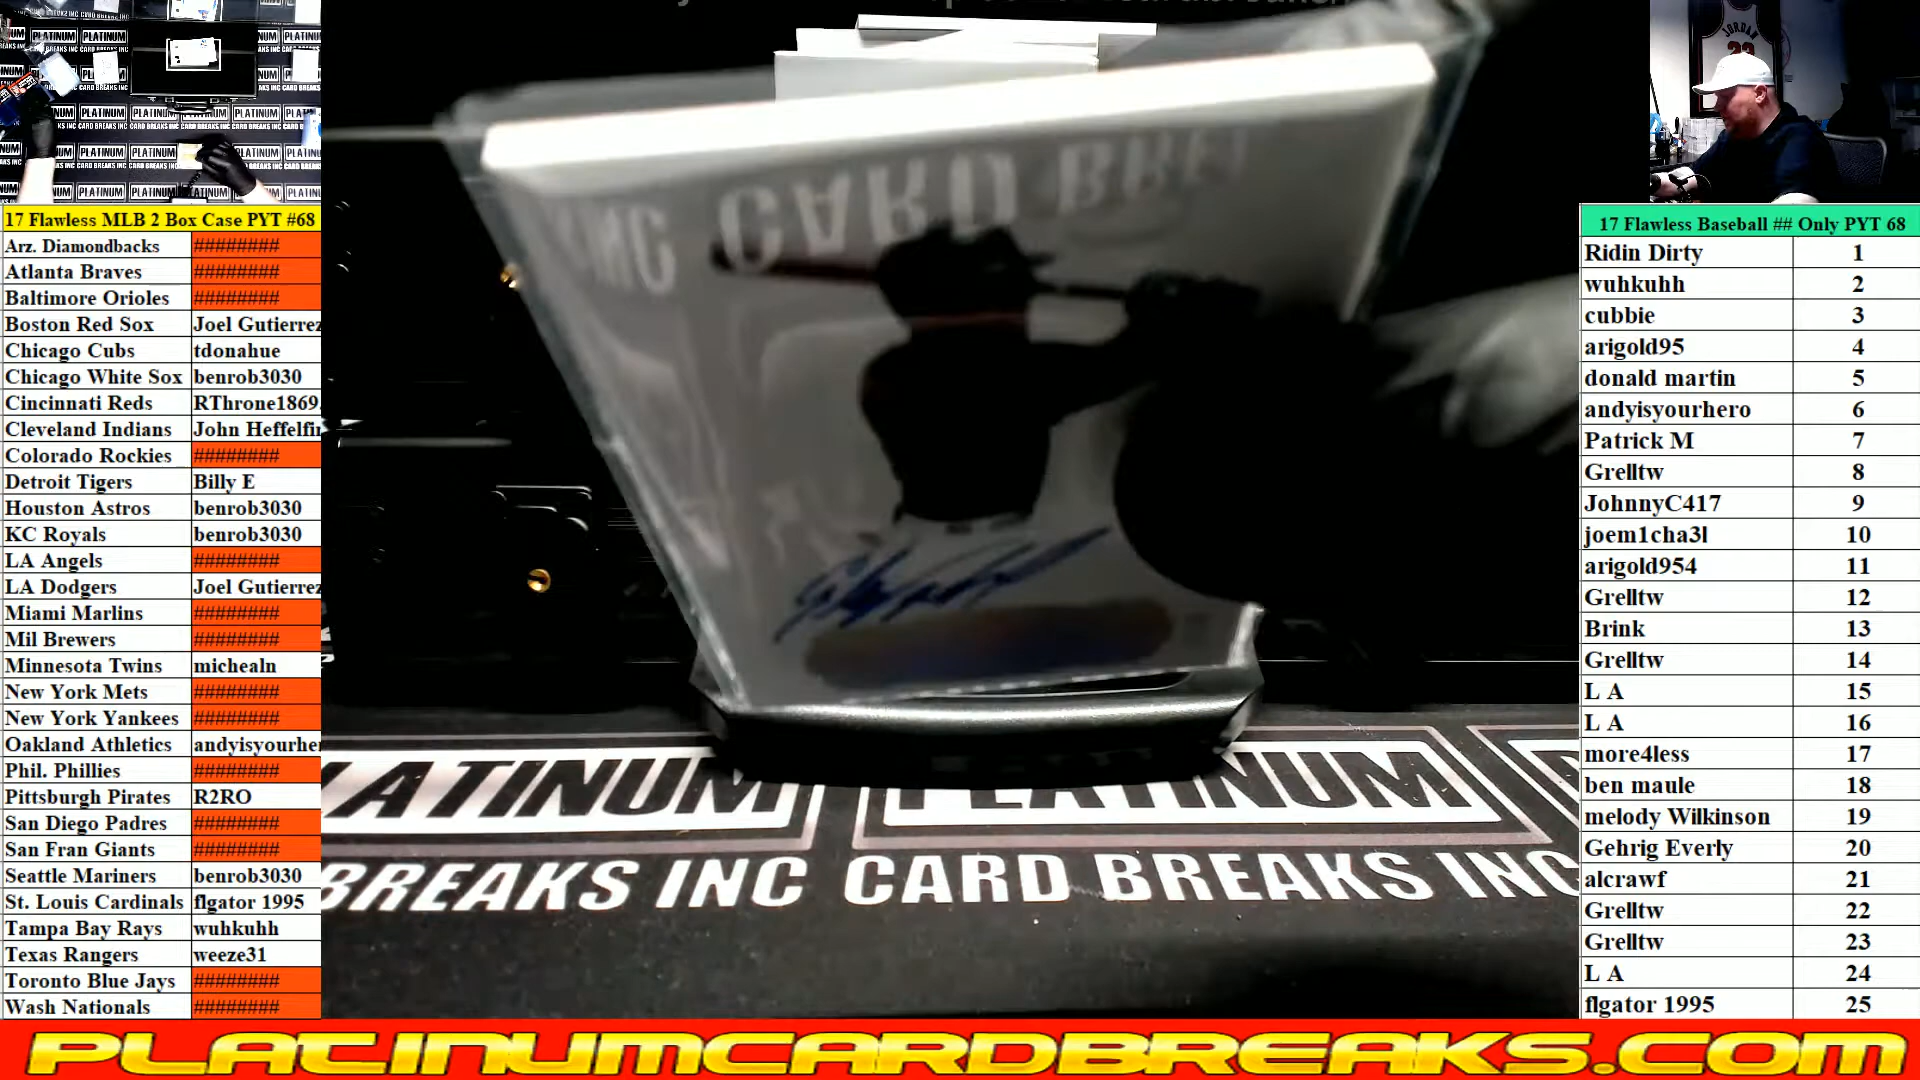 17 Flawless MLB 2 Box Case PYT #68
Arz. Diamondbacks ########
Atlanta Braves ########
Baltimore Orioles ########
Boston Red Sox Joel Gutierrez
Chicago Cubs tdonahue
Chicago White Sox benrob3030
Cincinnati Reds RThrone1869
Cleveland Indians John Heffelfi
Colorado Rockies ########
Detroit Tigers Billy E
Houston Astros benrob3030
KC Royals benrob3030
LA Angels ########
LA Dodgers Joel Gutierrez
Miami Marlins ########
Mil Brewers ########
Minnesota Twins michealn
New York Mets ########
New York Yankees ########
Oakland Athletics andyisyourhe
Phil. Phillies ########
Pittsburgh Pirates R2RO
San Diego Padres ########
San Fran Giants ########
Seattle Mariners benrob3030
St. Louis Cardinals flgator 1995
Tampa Bay Rays wuhkuhh
Texas Rangers weeze31
Toronto Blue Jays ########
Wash Nationals ########
INC CARD BRE
LATINUM PLATINUM
BREAKS INC CARD BREAKS INC
JORDAN
23
17 Flawless Baseball ## Only PYT 68
Ridin Dirty 1
wuhkuhh 2
cubbie 3
arigold95 4
donald martin 5
andyisyourhero 6
Patrick M 7
Grelltw 8
JohnnyC417 9
joem1cha3l 10
arigold954 11
Grelltw 12
Brink 13
Grelltw 14
L A 15
L A 16
more4less 17
ben maule 18
melody Wilkinson 19
Gehrig Everly 20
alcrawf 21
Grelltw 22
Grelltw 23
L A 24
flgator 1995 25
PLATINUMCARDBREAKS.COM